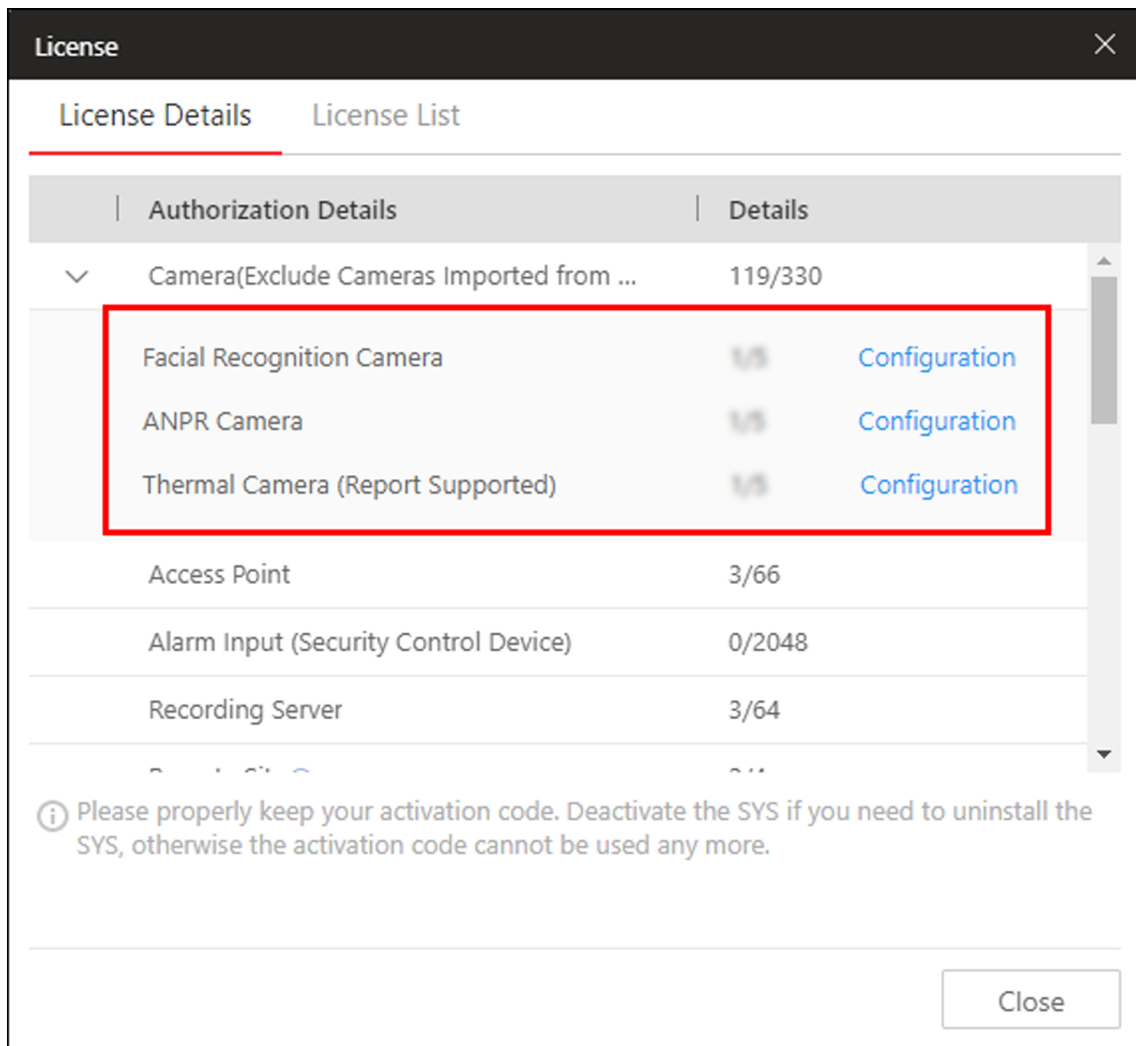 License
License Details License List
Authorization Details Details
Camera(Exclude Cameras Imported from ... 119/330
Facial Recognition Camera Configuration
ANPR Camera Configuration
Thermal Camera (Report Supported) Configuration
Access Point 3/66
Alarm Input (Security Control Device) 0/2048
Recording Server 3/64
Please properly keep your activation code. Deactivate the SYS if you need to uninstall the
SYS, otherwise the activation code cannot be used any more.
Close